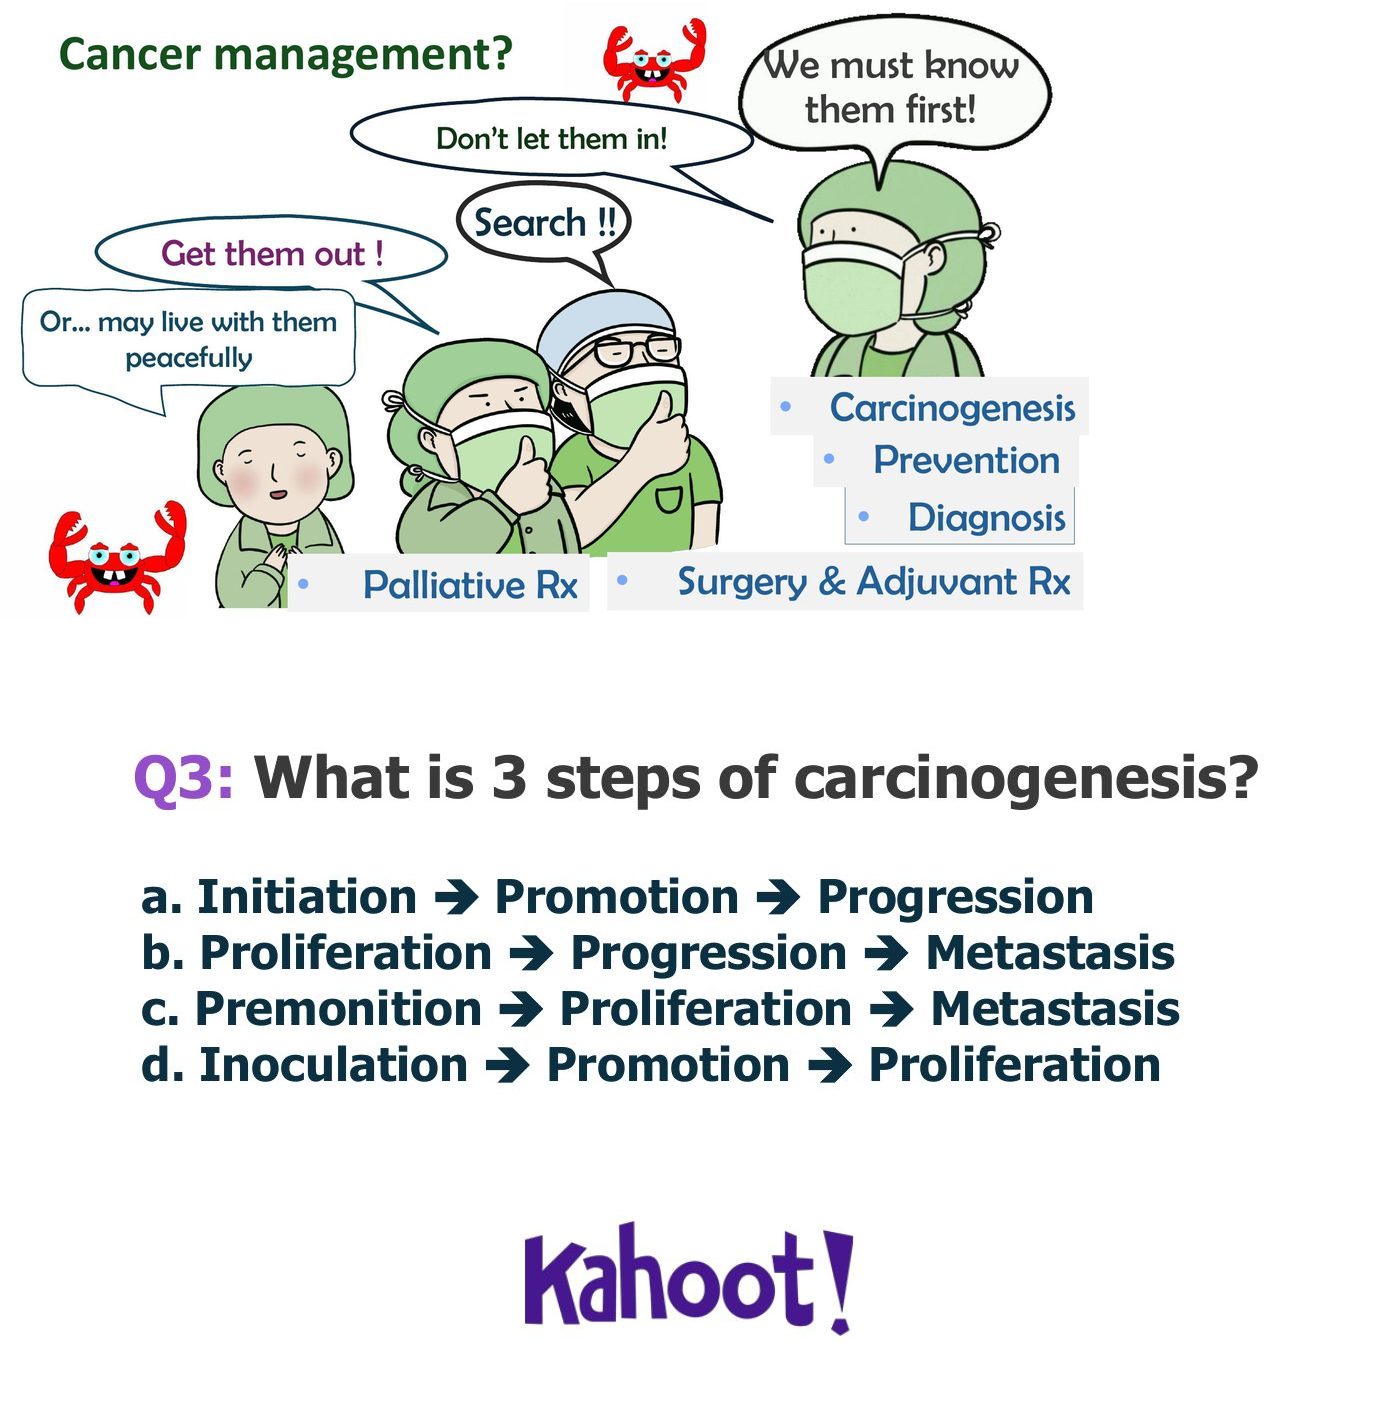 Cancer management?
We must know
them first!
Don't let them in!
Search !!
Get them out !
Or... may live with them
peacefully
• Carcinogenesis
• Prevention
• Diagnosis
• Palliative Rx
• Surgery & Adjuvant Rx
Q3: What is 3 steps of carcinogenesis?
a. Initiation ➔ Promotion ➔ Progression
b. Proliferation ➔ Progression ➔ Metastasis
c. Premonition ➔ Proliferation ➔ Metastasis
d. Inoculation ➔ Promotion ➔ Proliferation
Kahoot!